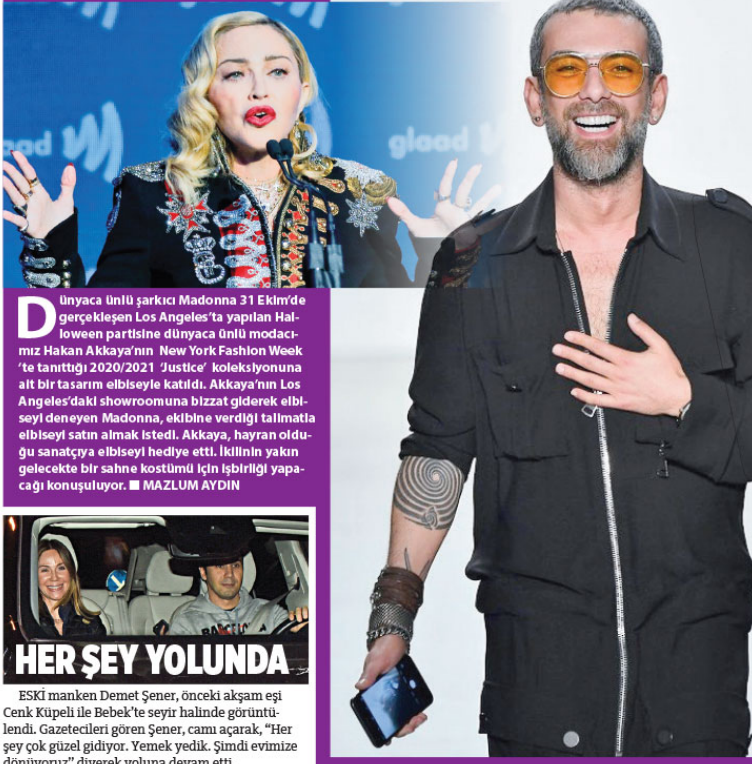 glaad
glaad
Dünyaca ünlü şarkıcı Madonna 31 Ekim'de
gerçekleşen Los Angeles'ta yapılan Hal-
loween partisine dünyaca ünlü modacı-
mız Hakan Akkaya'nın New York Fashion Week
'te tanıttığı 2020/2021 'Justice' koleksiyonuna
ait bir tasarım elbiseyle katıldı. Akkaya'nın Los
Angeles'daki showroomuna bizzat giderek elbi-
seyi deneyen Madonna, ekibine verdiği talimatla
elbiseyi satın almak istedi. Akkaya, hayran oldu-
ğu sanatçıya elbiseyi hediye etti. İkilinin yakın
gelecekte bir sahne kostümü için işbirliği yapa-
cağı konuşuluyor. ■ MAZLUM AYDIN
HER ŞEY YOLUNDA
ESKİ manken Demet Şener, önceki akşam eşi
Cenk Küpeli ile Bebek'te seyir halinde görüntü-
lendi. Gazetecileri gören Şener, camı açarak, "Her
şey çok güzel gidiyor. Yemek yedik. Şimdi evimize
dönüyoruz" diyerek yoluna devam etti.